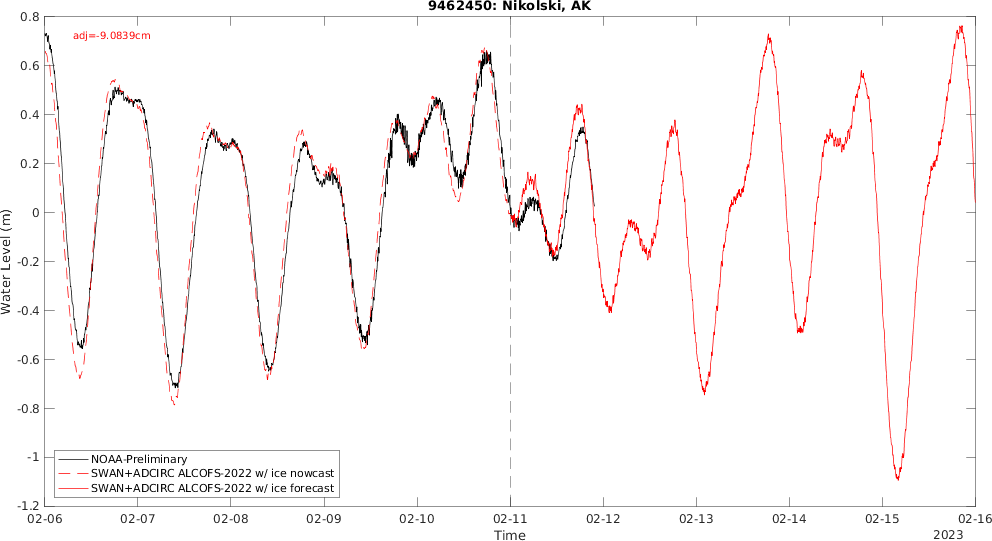 9462450: Nikolski, AK
adj=-9.0839cm
0.8
0.6
0.4
0.2
0
-0.2
-0.4
-0.6
-0.8
-1
-1.2
Water Level (m)
NOAA-Preliminary
SWAN+ADCIRC ALCOFS-2022 w/ ice nowcast
SWAN+ADCIRC ALCOFS-2022 w/ ice forecast
02-06 02-07 02-08 02-09 02-10 02-11 02-12 02-13 02-14 02-15 02-16
Time
2023